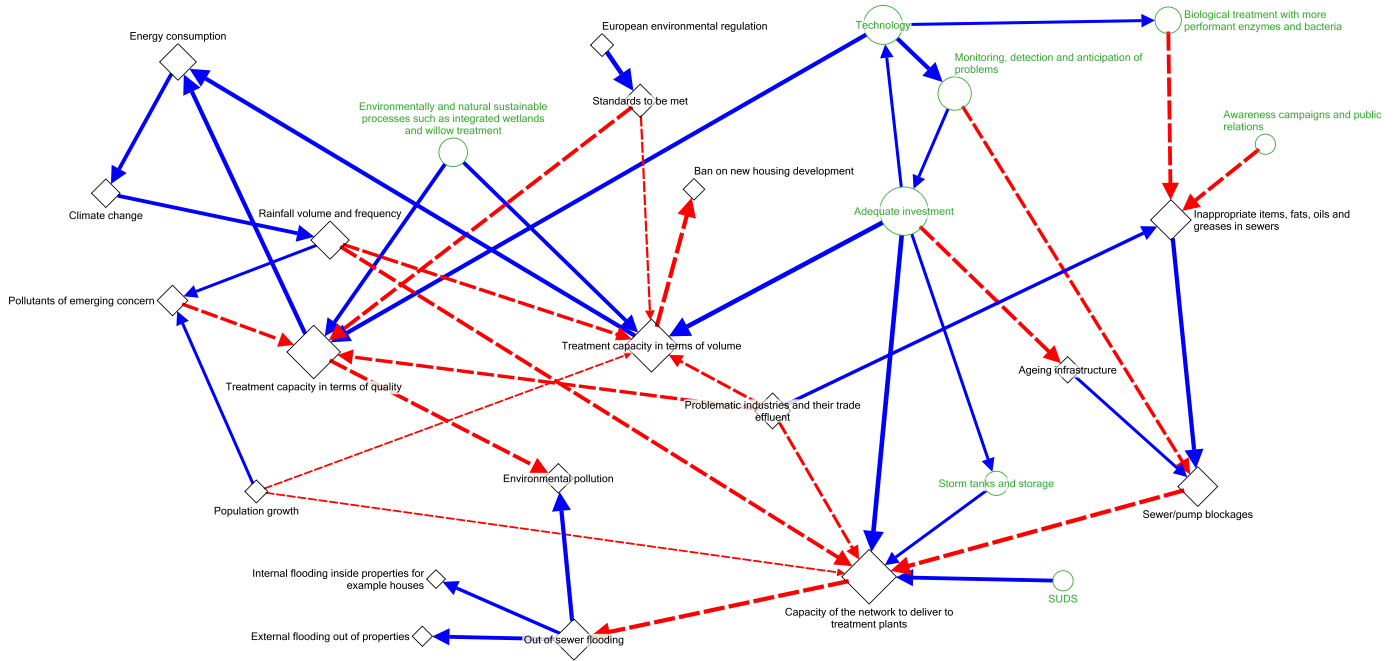 Energy consumption
European environmental regulation
Technology
Biological treatment with more
performant enzymes and bacteria
Monitoring, detection and anticipation of
problems
Standards to be met
Environmentally and natural sustainable
processes such as integrated wetlands
and willow treatment
Awareness campaigns and public
relations
Ban on new housing development
Climate change
Rainfall volume and frequency
Adequate investment
Inappropriate items, fats, oils and
greases in sewers
Pollutants of emerging concern
Treatment capacity in terms of volume
Treatment capacity in terms of quality
Ageing infrastructure
Problematic industries and their trade
effluent
Environmental pollution
Storm tanks and storage
Population growth
Sewer/pump blockages
Internal flooding inside properties for
example houses
SUDS
Capacity of the network to deliver to
treatment plants
External flooding out of properties
Out of sewer flooding